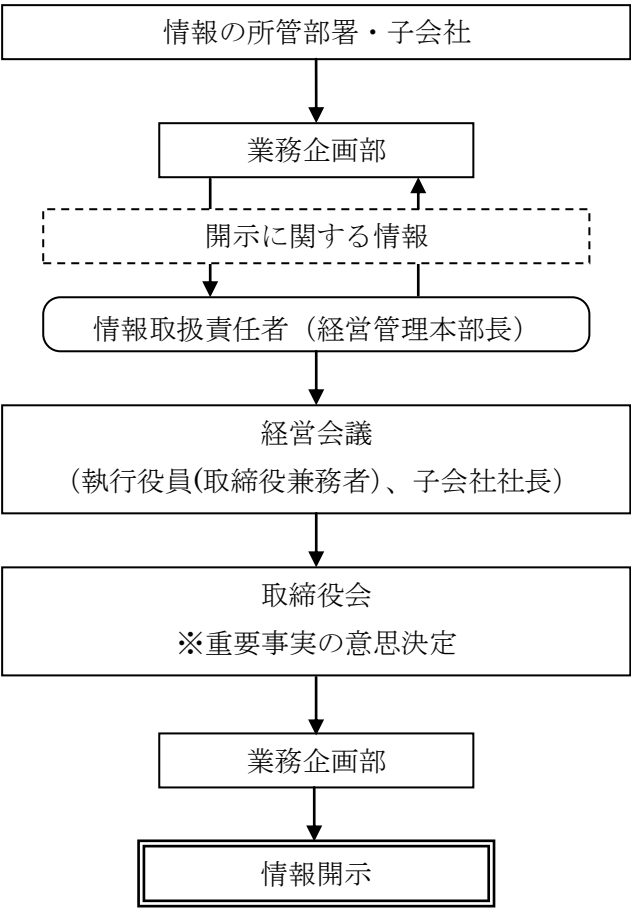 情報の所管部署・子会社
業務企画部
開示に関する情報
情報取扱責任者（経営管理本部長）
経営会議
（執行役員(取締役兼務者）、子会社社長）
取締役会
※重要事実の意思決定
業務企画部
情報開示